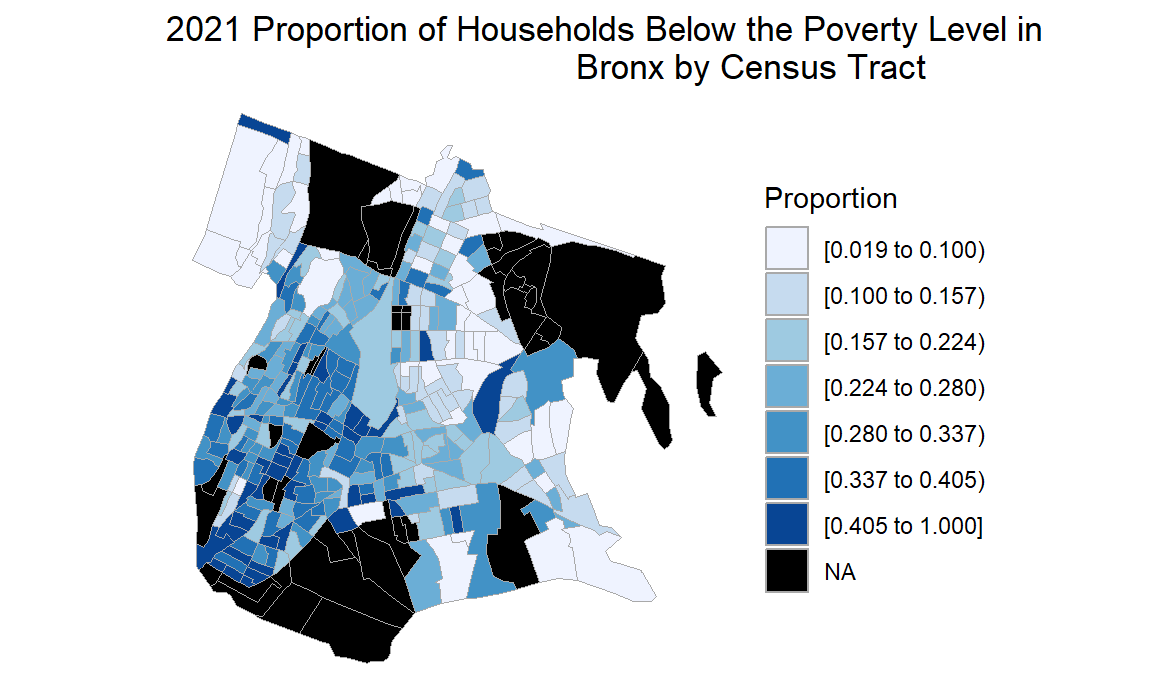 2021 Proportion of Households Below the Poverty Level in
Bronx by Census Tract
Proportion
[0.019 to 0.100)
[0.100 to 0.157)
[0.157 to 0.224)
[0.224 to 0.280)
[0.280 to 0.337)
[0.337 to 0.405)
[0.405 to 1.000]
NA